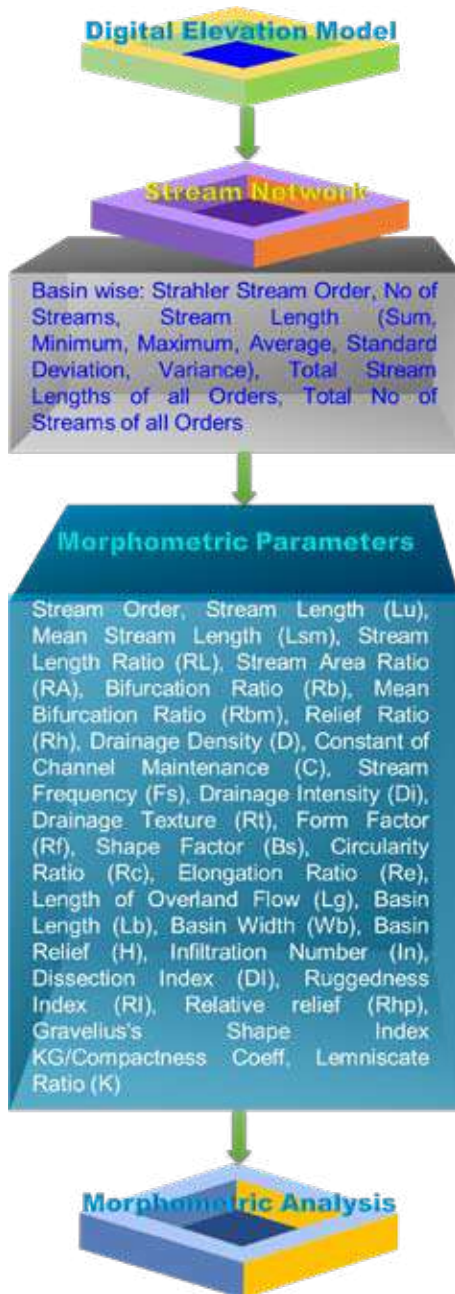 Digital Elevation Model
Stream Network
Basin wise: Strahler Stream Order, No of
Streams, Stream Length (Sum,
Minimum, Maximum, Average, Standard
Deviation, Variance), Total Stream
Lengths of all Orders, Total No of
Streams of all Orders
Morphometric Parameters
Stream Order, Stream Length (Lu),
Mean Stream Length (Lsm), Stream
Length Ratio (RL), Stream Area Ratio
(RA), Bifurcation Ratio (Rb), Mean
Bifurcation Ratio (Rbm), Relief Ratio
(Rh), Drainage Density (D), Constant of
Channel Maintenance (C), Stream
Frequency (Fs), Drainage Intensity (Di),
Drainage Texture (Rt), Form Factor
(Rf), Shape Factor (Bs), Circularity
Ratio (Rc), Elongation Ratio (Re),
Length of Overland Flow (Lg), Basin
Length (Lb), Basin Width (Wb), Basin
Relief (H), Infiltration Number (In),
Dissection Index (DI), Ruggedness
Index (RI), Relative relief (Rhp),
Gravelius's Shape Index
KG/Compactness Coeff, Lemniscate
Ratio (K)
Morphometric Analysis